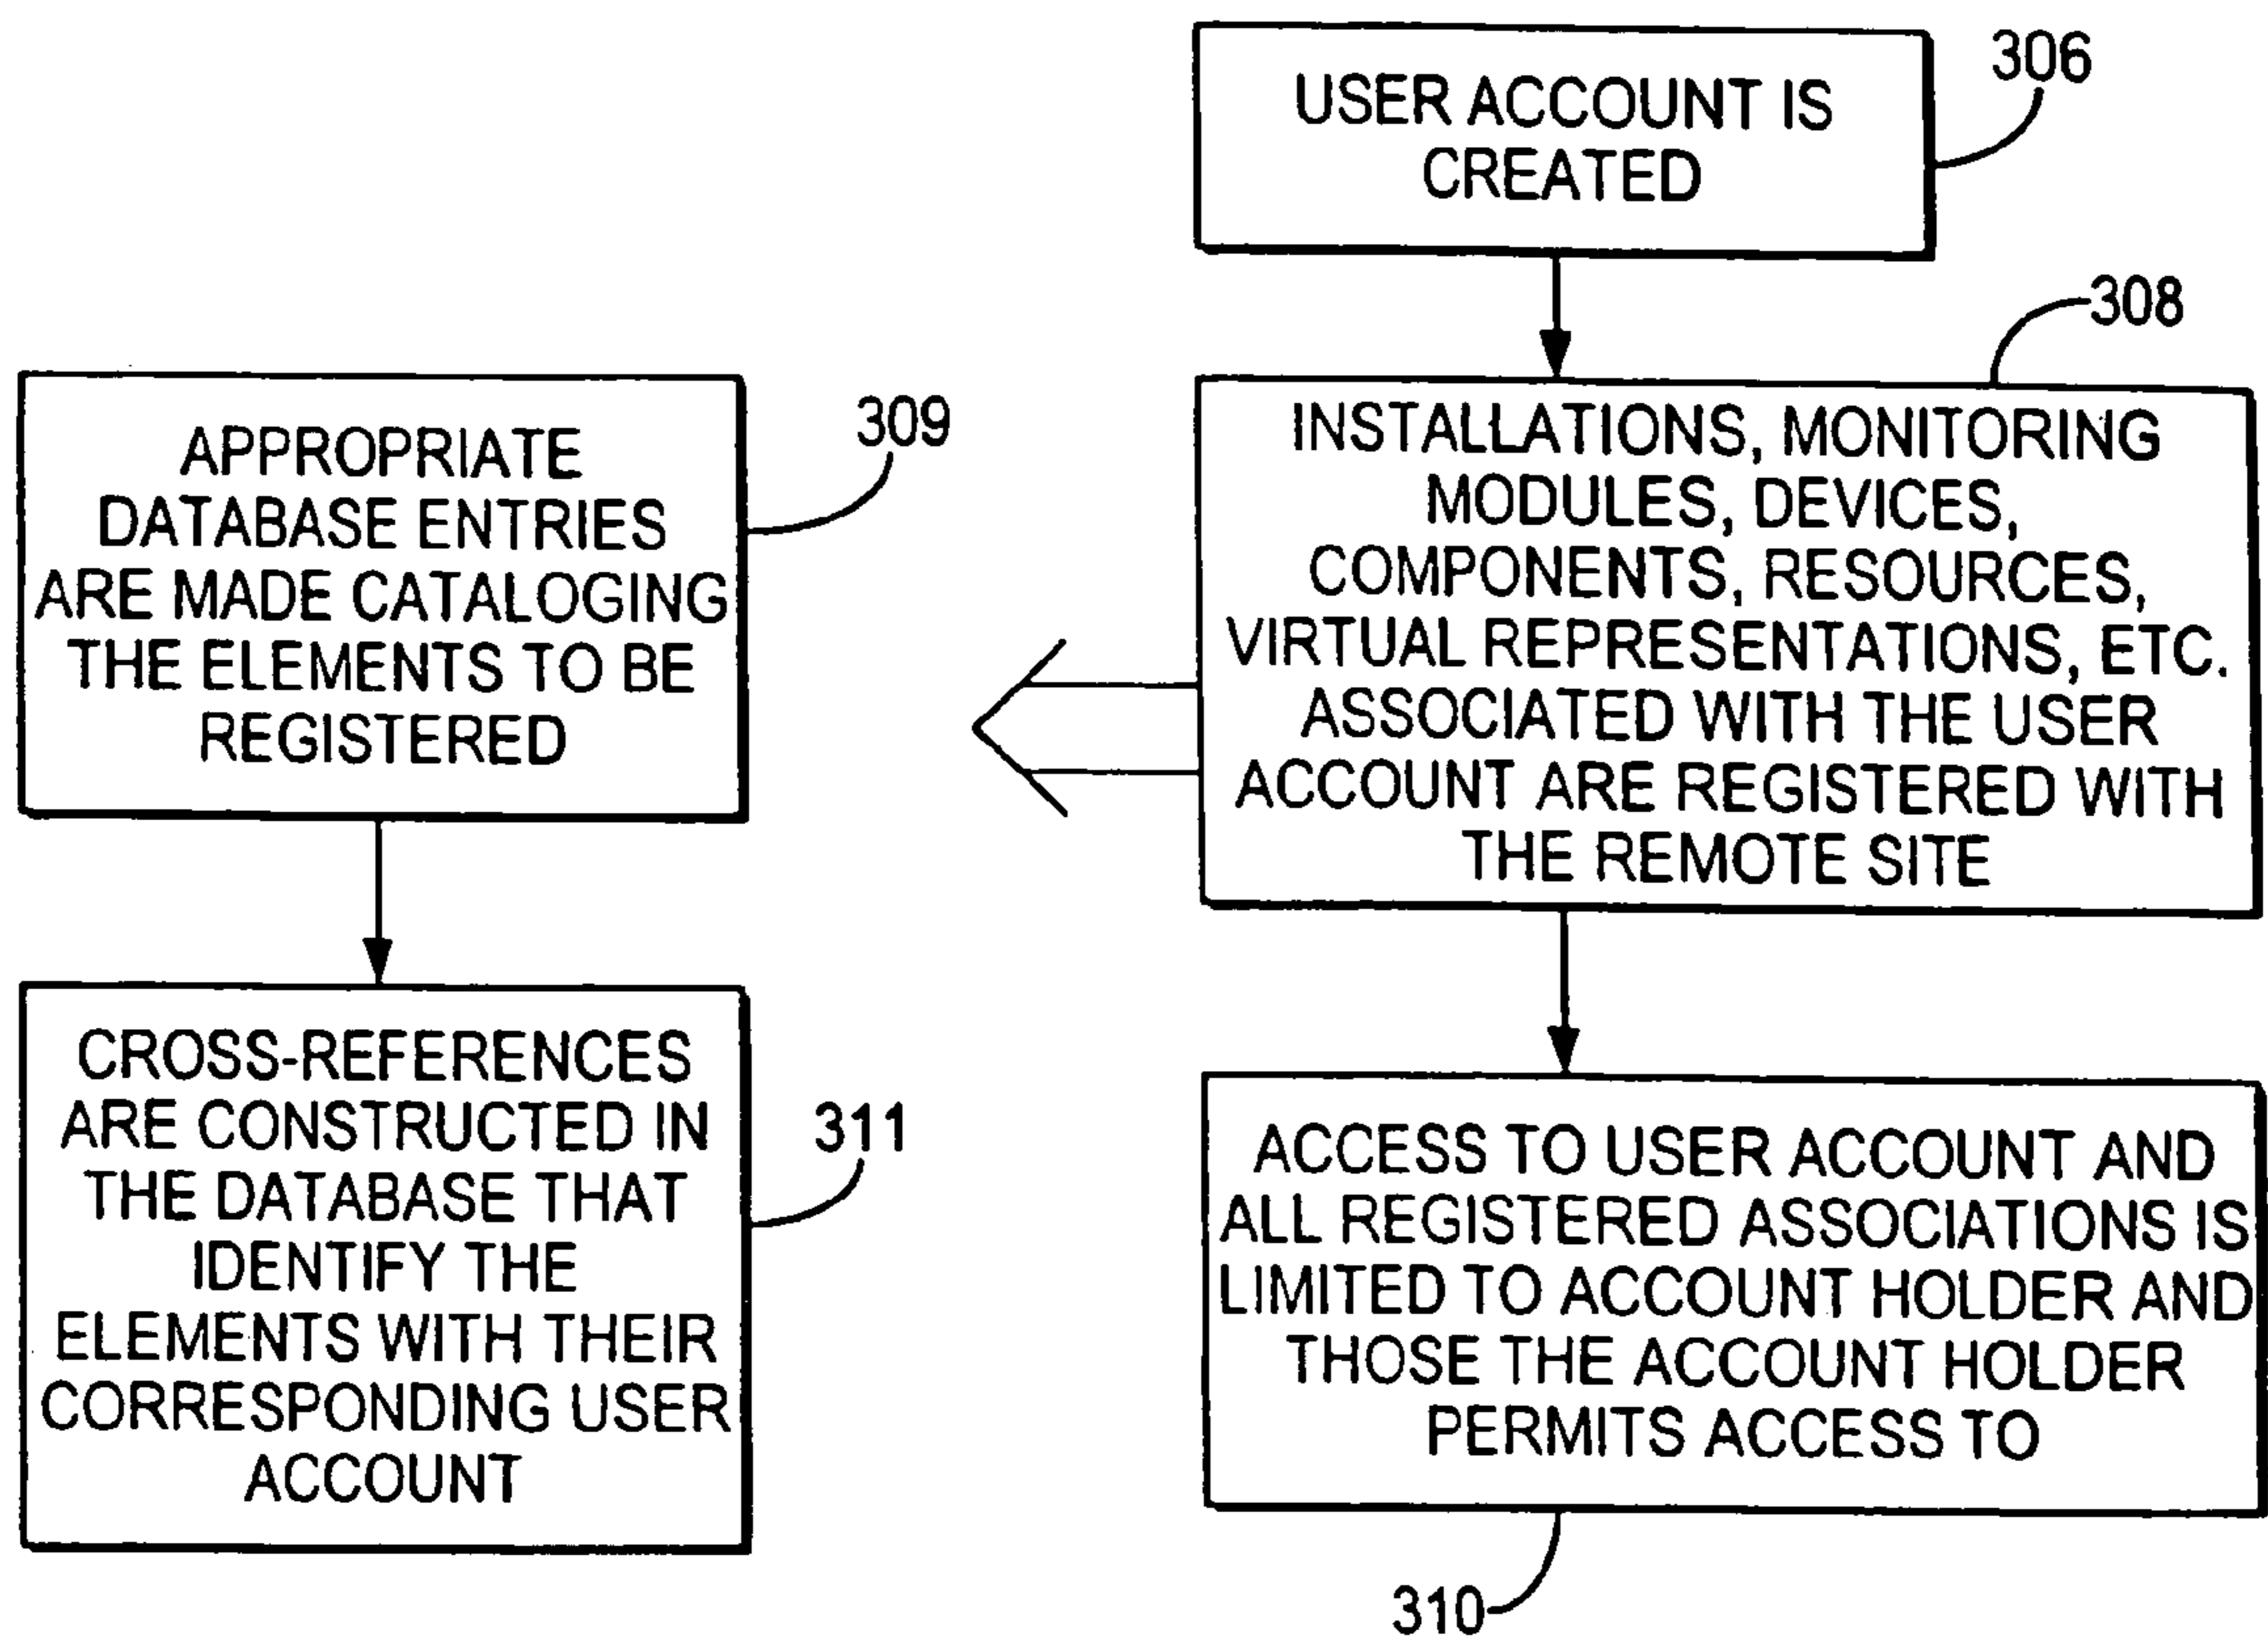 USER ACCOUNT IS
CREATED
306
308
INSTALLATIONS, MONITORING
MODULES, DEVICES,
COMPONENTS, RESOURCES,
VIRTUAL REPRESENTATIONS, ETC.
ASSOCIATED WITH THE USER
ACCOUNT ARE REGISTERED WITH
THE REMOTE SITE
APPROPRIATE
DATABASE ENTRIES
ARE MADE CATALOGING
THE ELEMENTS TO BE
REGISTERED
309
CROSS-REFERENCES
ARE CONSTRUCTED IN
THE DATABASE THAT
IDENTIFY THE
ELEMENTS WITH THEIR
CORRESPONDING USER
ACCOUNT
311
ACCESS TO USER ACCOUNT AND
ALL REGISTERED ASSOCIATIONS IS
LIMITED TO ACCOUNT HOLDER AND
THOSE THE ACCOUNT HOLDER
PERMITS ACCESS TO
310